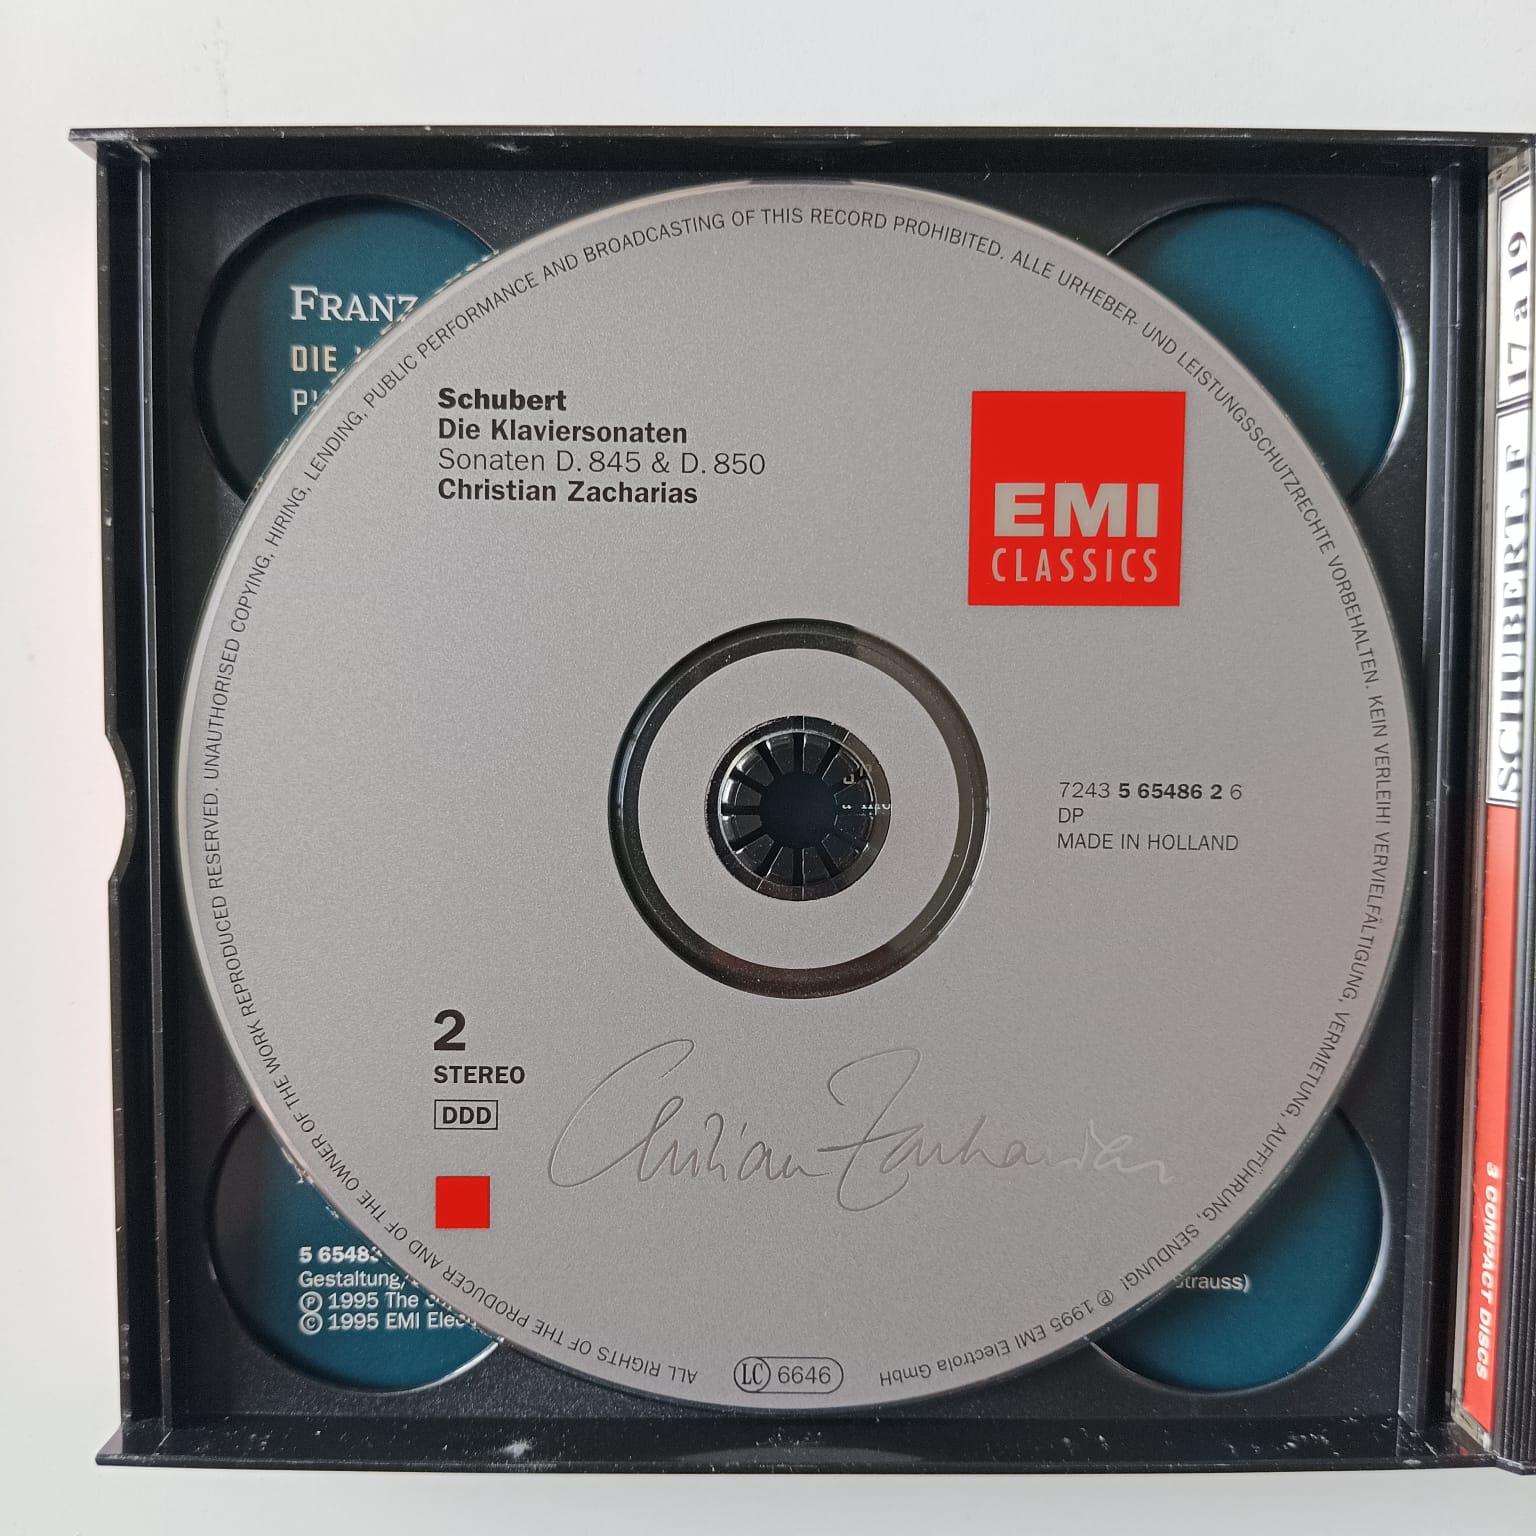 FRANZ
DIE
Schubert
Die Klaviersonaten
Sonaten D. 845 & D. 850
Christian Zacharias
EMI
CLASSICS
7243 5 65486 2 6
DP
MADE IN HOLLAND
2
STEREO
DDD
Christian Zacharias
ALL RIGHTS OF THE PRODUCER AND OF THE OWNER OF THE WORK REPRODUCED RESERVED. UNAUTHORISED COPYING, HIRING, LENDING, PUBLIC PERFORMANCE AND BROADCASTING OF THIS RECORD PROHIBITED. ALLE URHEBER- UND LEISTUNGSSCHUTZRECHTE VORBEHALTEN. KEIN VERLEIH! VERVIELFÄLTIGUNG, VERMIETUNG, AUFFÜHRUNG, SENDUNG! ℗ 1995 EMI Electrola GmbH
LC 6646
5 65483
Gestaltung
℗ 1995 The
© 1995 EMI
Strauss)
SCHUBERT. F 17 a 19
3 COMPACT DISCS